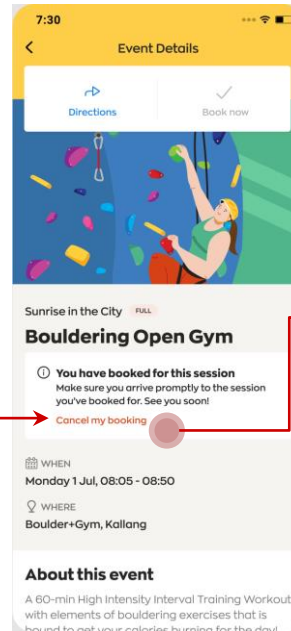 7:30
Event Details
Directions
Book now
Sunrise in the City FULL
Bouldering Open Gym
You have booked for this session
Make sure you arrive promptly to the session
you've booked for. See you soon!
Cancel my booking
WHEN
Monday 1 Jul, 08:05 - 08:50
WHERE
Boulder+Gym, Kallang
About this event
A 60-min High Intensity Interval Training Workout
with elements of bouldering exercises that is
bound to get your calories burning for the day!